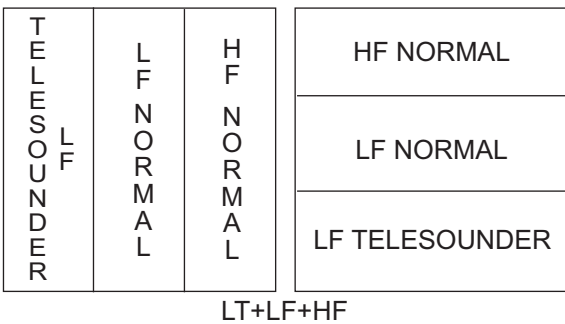 TELESOUNDER
LF
LF NORMAL
HF NORMAL
HF NORMAL
LF NORMAL
LF TELESOUNDER
LT+LF+HF